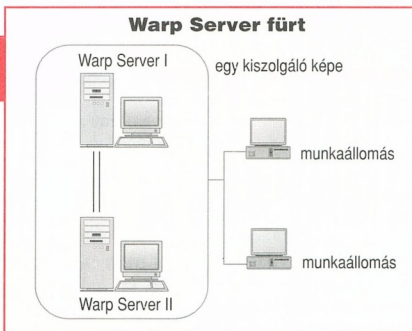 Warp Server fürt
Warp Server I
egy kiszolgáló képe
munkaállomás
munkaállomás
Warp Server II